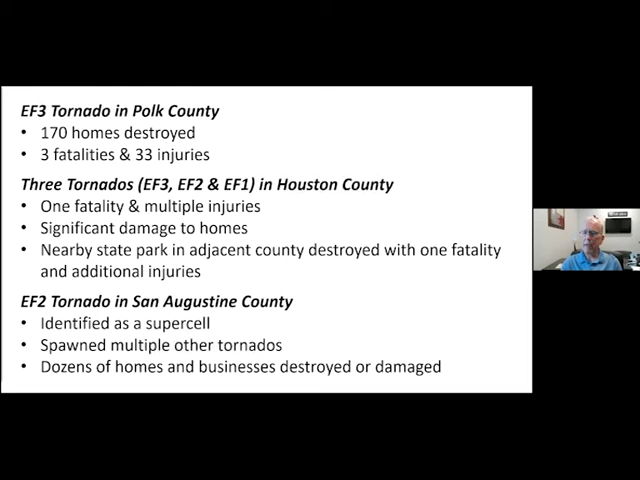 EF3 Tornado in Polk County
• 170 homes destroyed
• 3 fatalities & 33 injuries
Three Tornados (EF3, EF2 & EF1) in Houston County
• One fatality & multiple injuries
• Significant damage to homes
• Nearby state park in adjacent county destroyed with one fatality
and additional injuries
EF2 Tornado in San Augustine County
• Identified as a supercell
• Spawned multiple other tornados
• Dozens of homes and businesses destroyed or damaged